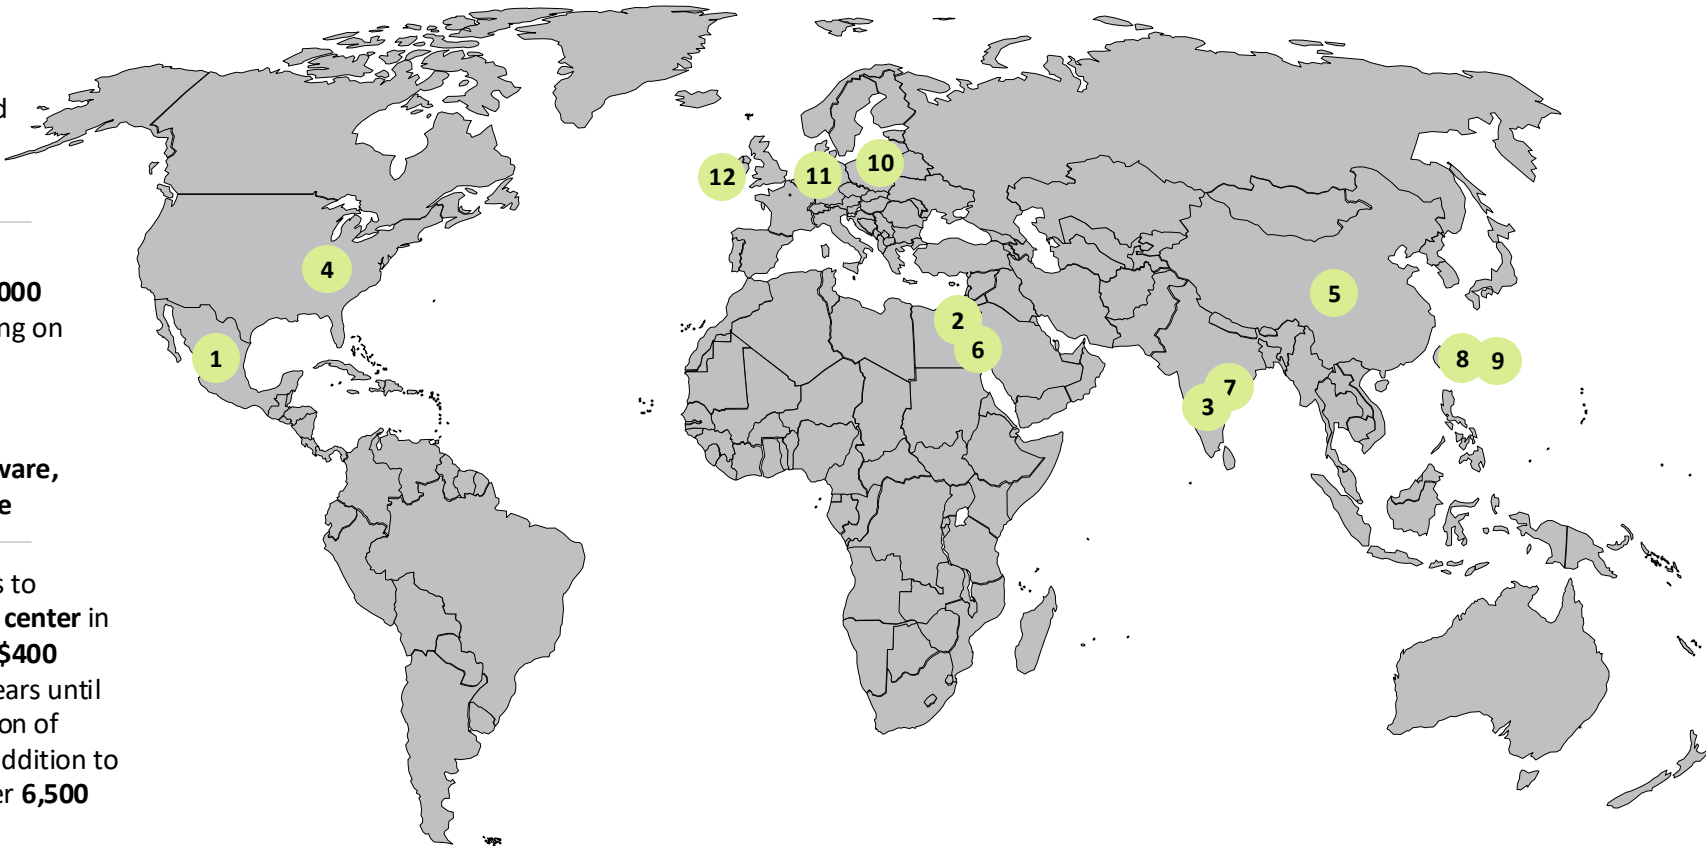 d
000
ng on
ware,
e
s to
center in
$400
ears until
on of
ddition to
er 6,500
12
11
10
4
5
2
6
1
8
9
7
3